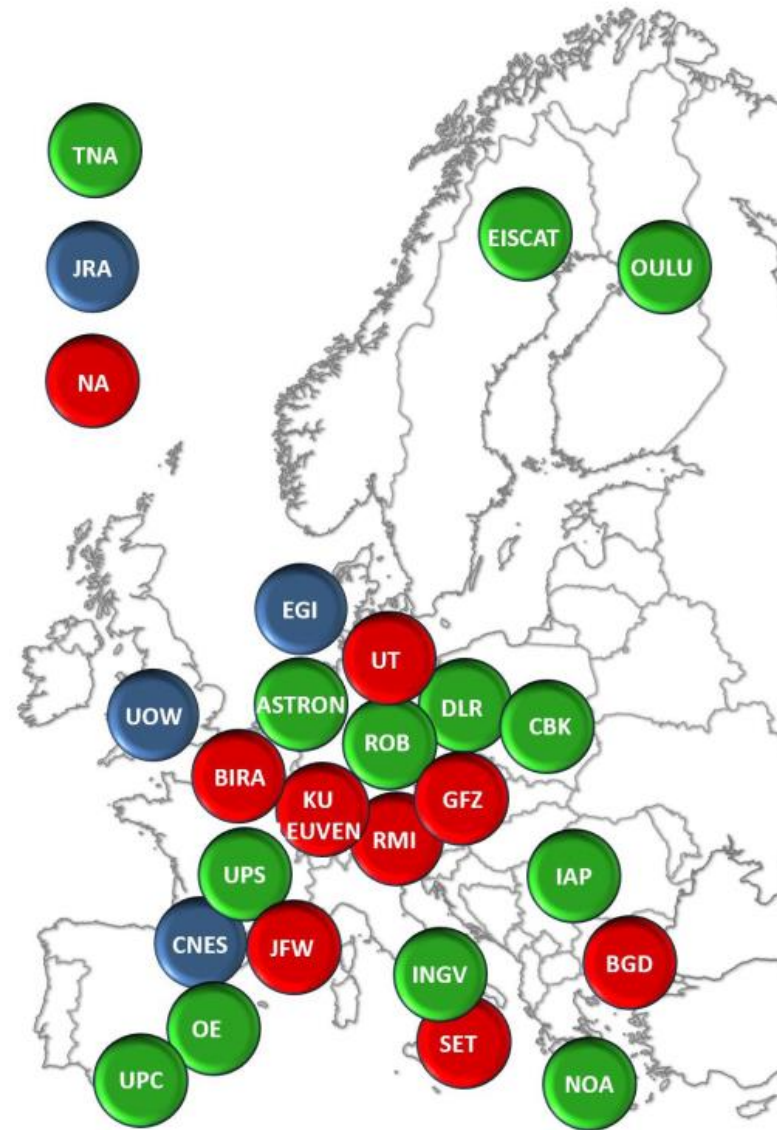 TNA
JRA
NA
EISCAT
OULU
EGI
UT
ASTRON
DLR
UOW
ROB
CBK
BIRA
KU
LEUVEN
GFZ
RMI
UPS
IAP
CNES
JFW
BGD
INGV
OE
SET
UPC
NOA